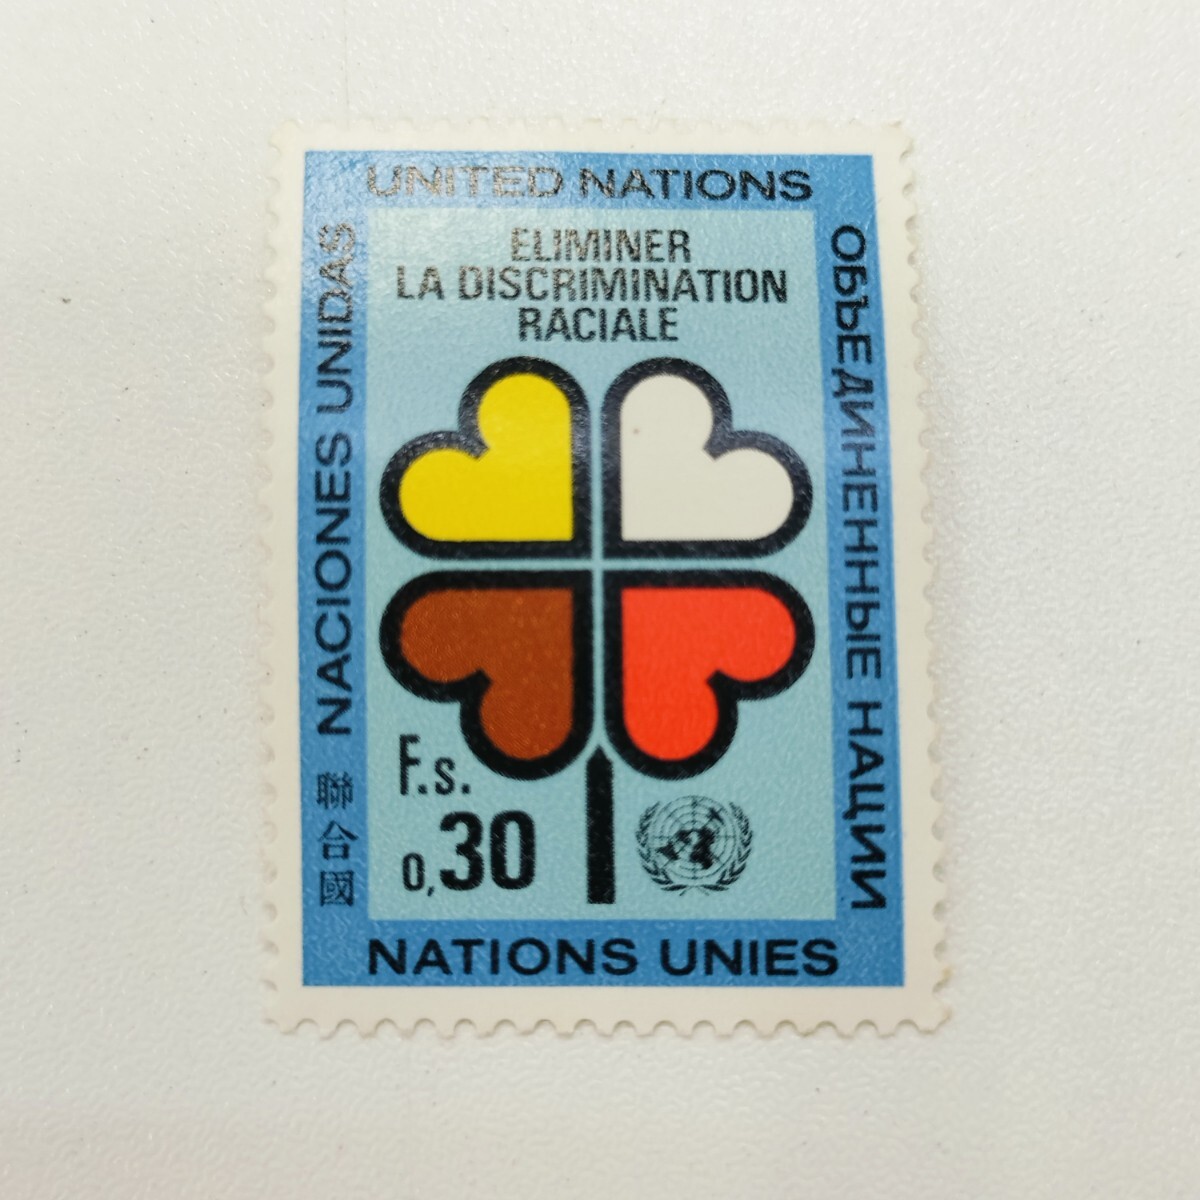 UNITED NATIONS
ELIMINER
LA DISCRIMINATION
RACIALE
NACIONES UNIDAS
聯合國
ОБЪЕДИНЕННЫЕ НАЦИИ
F.s.
0,30
NATIONS UNIES